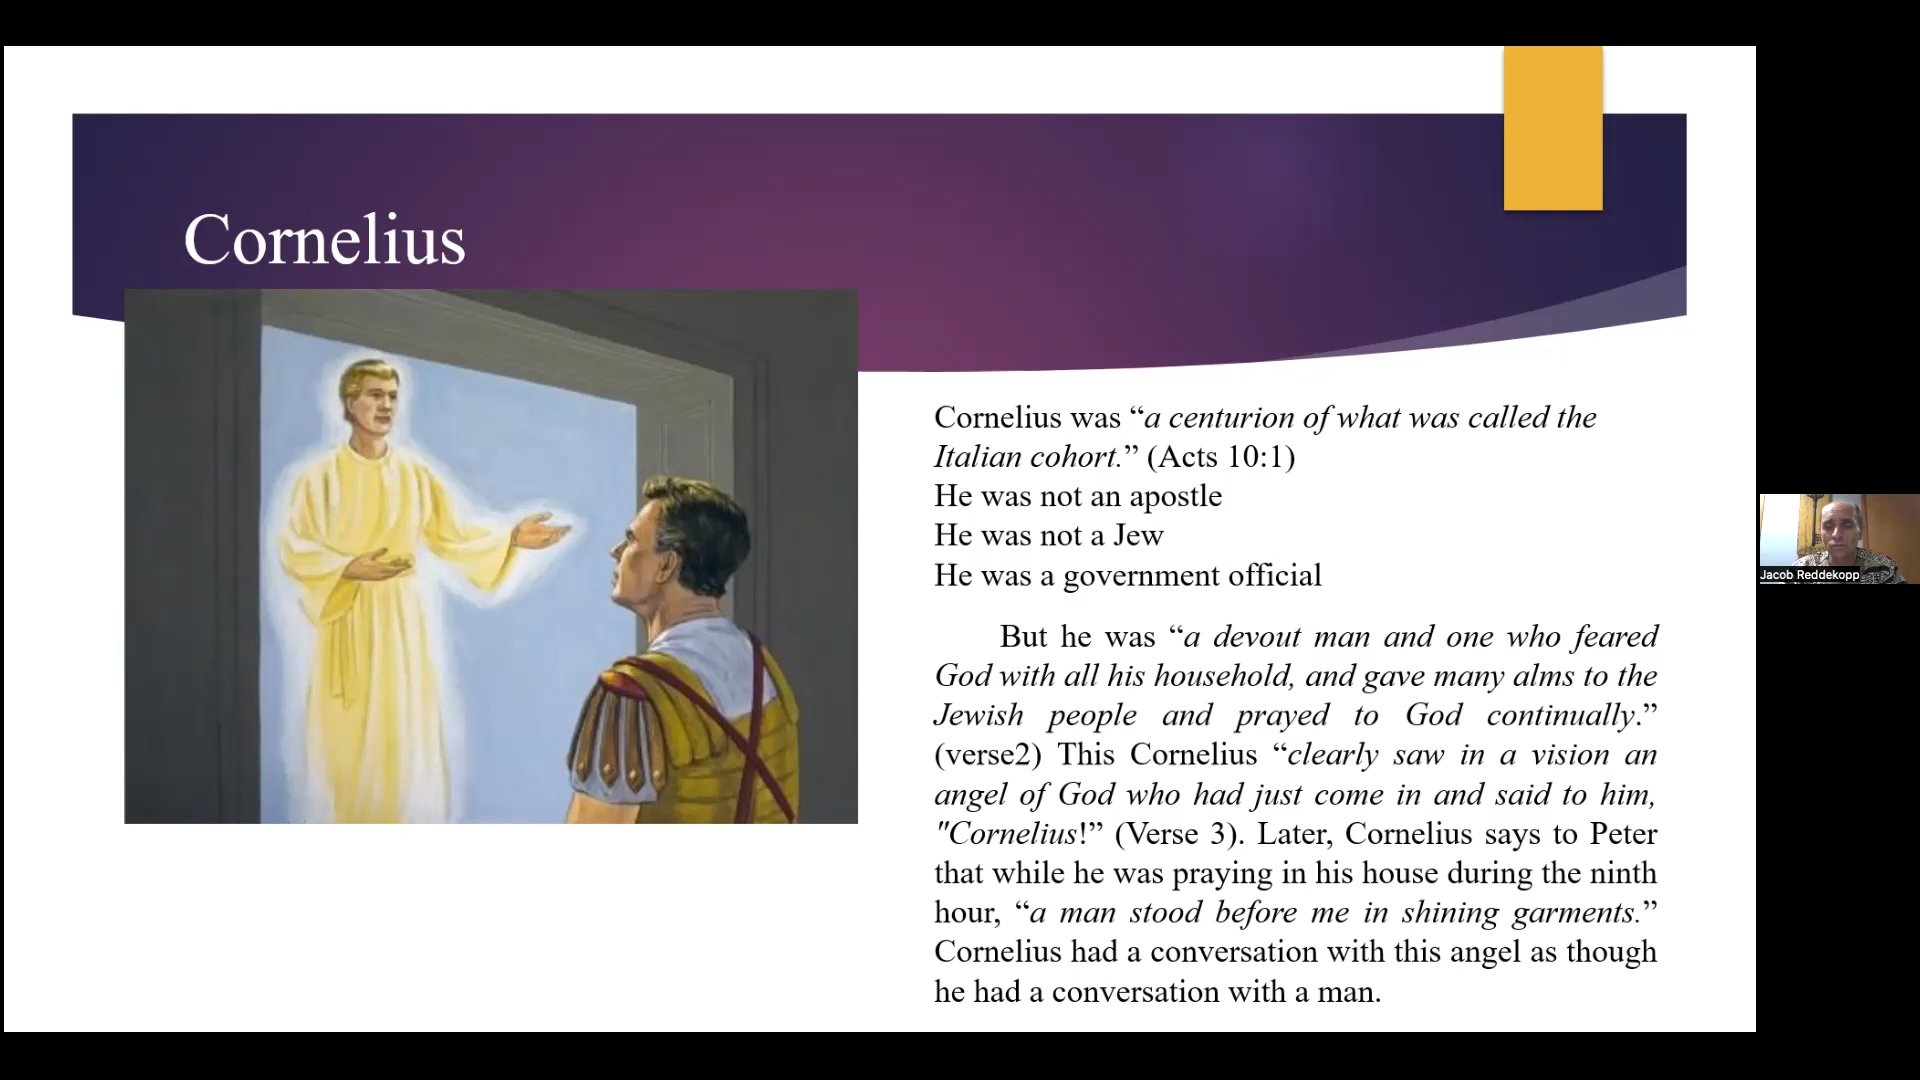 Cornelius
Cornelius was “a centurion of what was called the
Italian cohort.” (Acts 10:1)
He was not an apostle
He was not a Jew
He was a government official
But he was “a devout man and one who feared
God with all his household, and gave many alms to the
Jewish people and prayed to God continually.”
(verse2) This Cornelius “clearly saw in a vision an
angel of God who had just come in and said to him,
"Cornelius!” (Verse 3). Later, Cornelius says to Peter
that while he was praying in his house during the ninth
hour, “a man stood before me in shining garments.”
Cornelius had a conversation with this angel as though
he had a conversation with a man.
Jacob Reddekopp